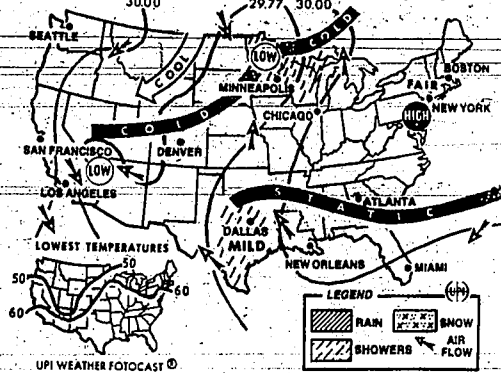 30.00
29.77 30.00
SEATTLE
COLD
COOL
LOW
MINNEAPOLIS
BOSTON
FAIR
NEW YORK
CHICAGO
HIGH
COLD
SAN FRANCISCO
DENVER
LOW
LOS ANGELES
STATIC
ATLANTA
DALLAS
MILD
NEW ORLEANS
MIAMI
LOWEST TEMPERATURES
50
50
60
60
UPI WEATHER FOTOCAST ®
LEGEND
UPI
RAIN
SNOW
SHOWERS
AIR FLOW